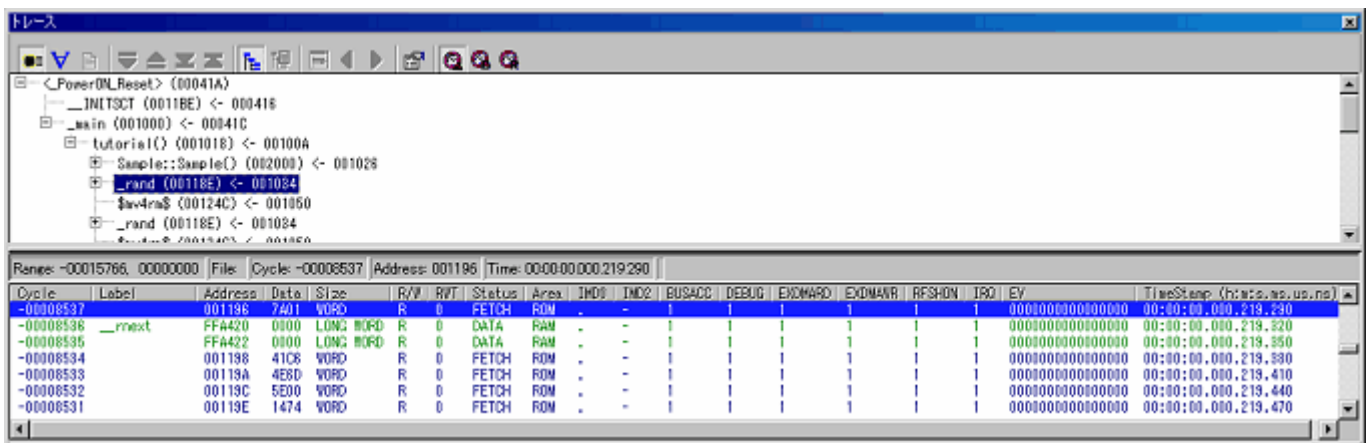 トレース
<_PowerON_Reset> (00041A)
__INITSCT (0011BE) <- 000416
_main (001000) <- 00041C
tutorial() (001018) <- 00100A
Sample::Sample() (002000) <- 001026
_rand (00118E) <- 001034
$mv4rm$ (00124C) <- 001050
_rand (00118E) <- 001034
Range: -00015766, 00000000 File: Cycle: -00008537 Address: 001196 Time: 00:00:00.000.219.290
Cycle Label Address Data Size R/W RWT Status Area BUSACC DEBUG RFSHON IRQ EV TimeStamp (h:m:s.ms.us.ns)
-00008537 001196 7A01 WORD R 0 FETCH ROM . - 1 1 1 1 1 1 0000000000000000 00:00:00.000.219.290
-00008536 __rnext FFA420 0000 LONG WORD R 0 DATA RAM . - 1 1 1 1 1 1 0000000000000000 00:00:00.000.219.320
-00008535 FFA422 0000 LONG WORD R 0 DATA RAM . - 1 1 1 1 1 1 0000000000000000 00:00:00.000.219.350
-00008534 001198 41C6 WORD R 0 FETCH ROM . - 1 1 1 1 1 1 0000000000000000 00:00:00.000.219.380
-00008533 00119A 4E6D WORD R 0 FETCH ROM . - 1 1 1 1 1 1 0000000000000000 00:00:00.000.219.410
-00008532 00119C 5E00 WORD R 0 FETCH ROM . - 1 1 1 1 1 1 0000000000000000 00:00:00.000.219.440
-00008531 00119E 1474 WORD R 0 FETCH ROM . - 1 1 1 1 1 1 0000000000000000 00:00:00.000.219.470